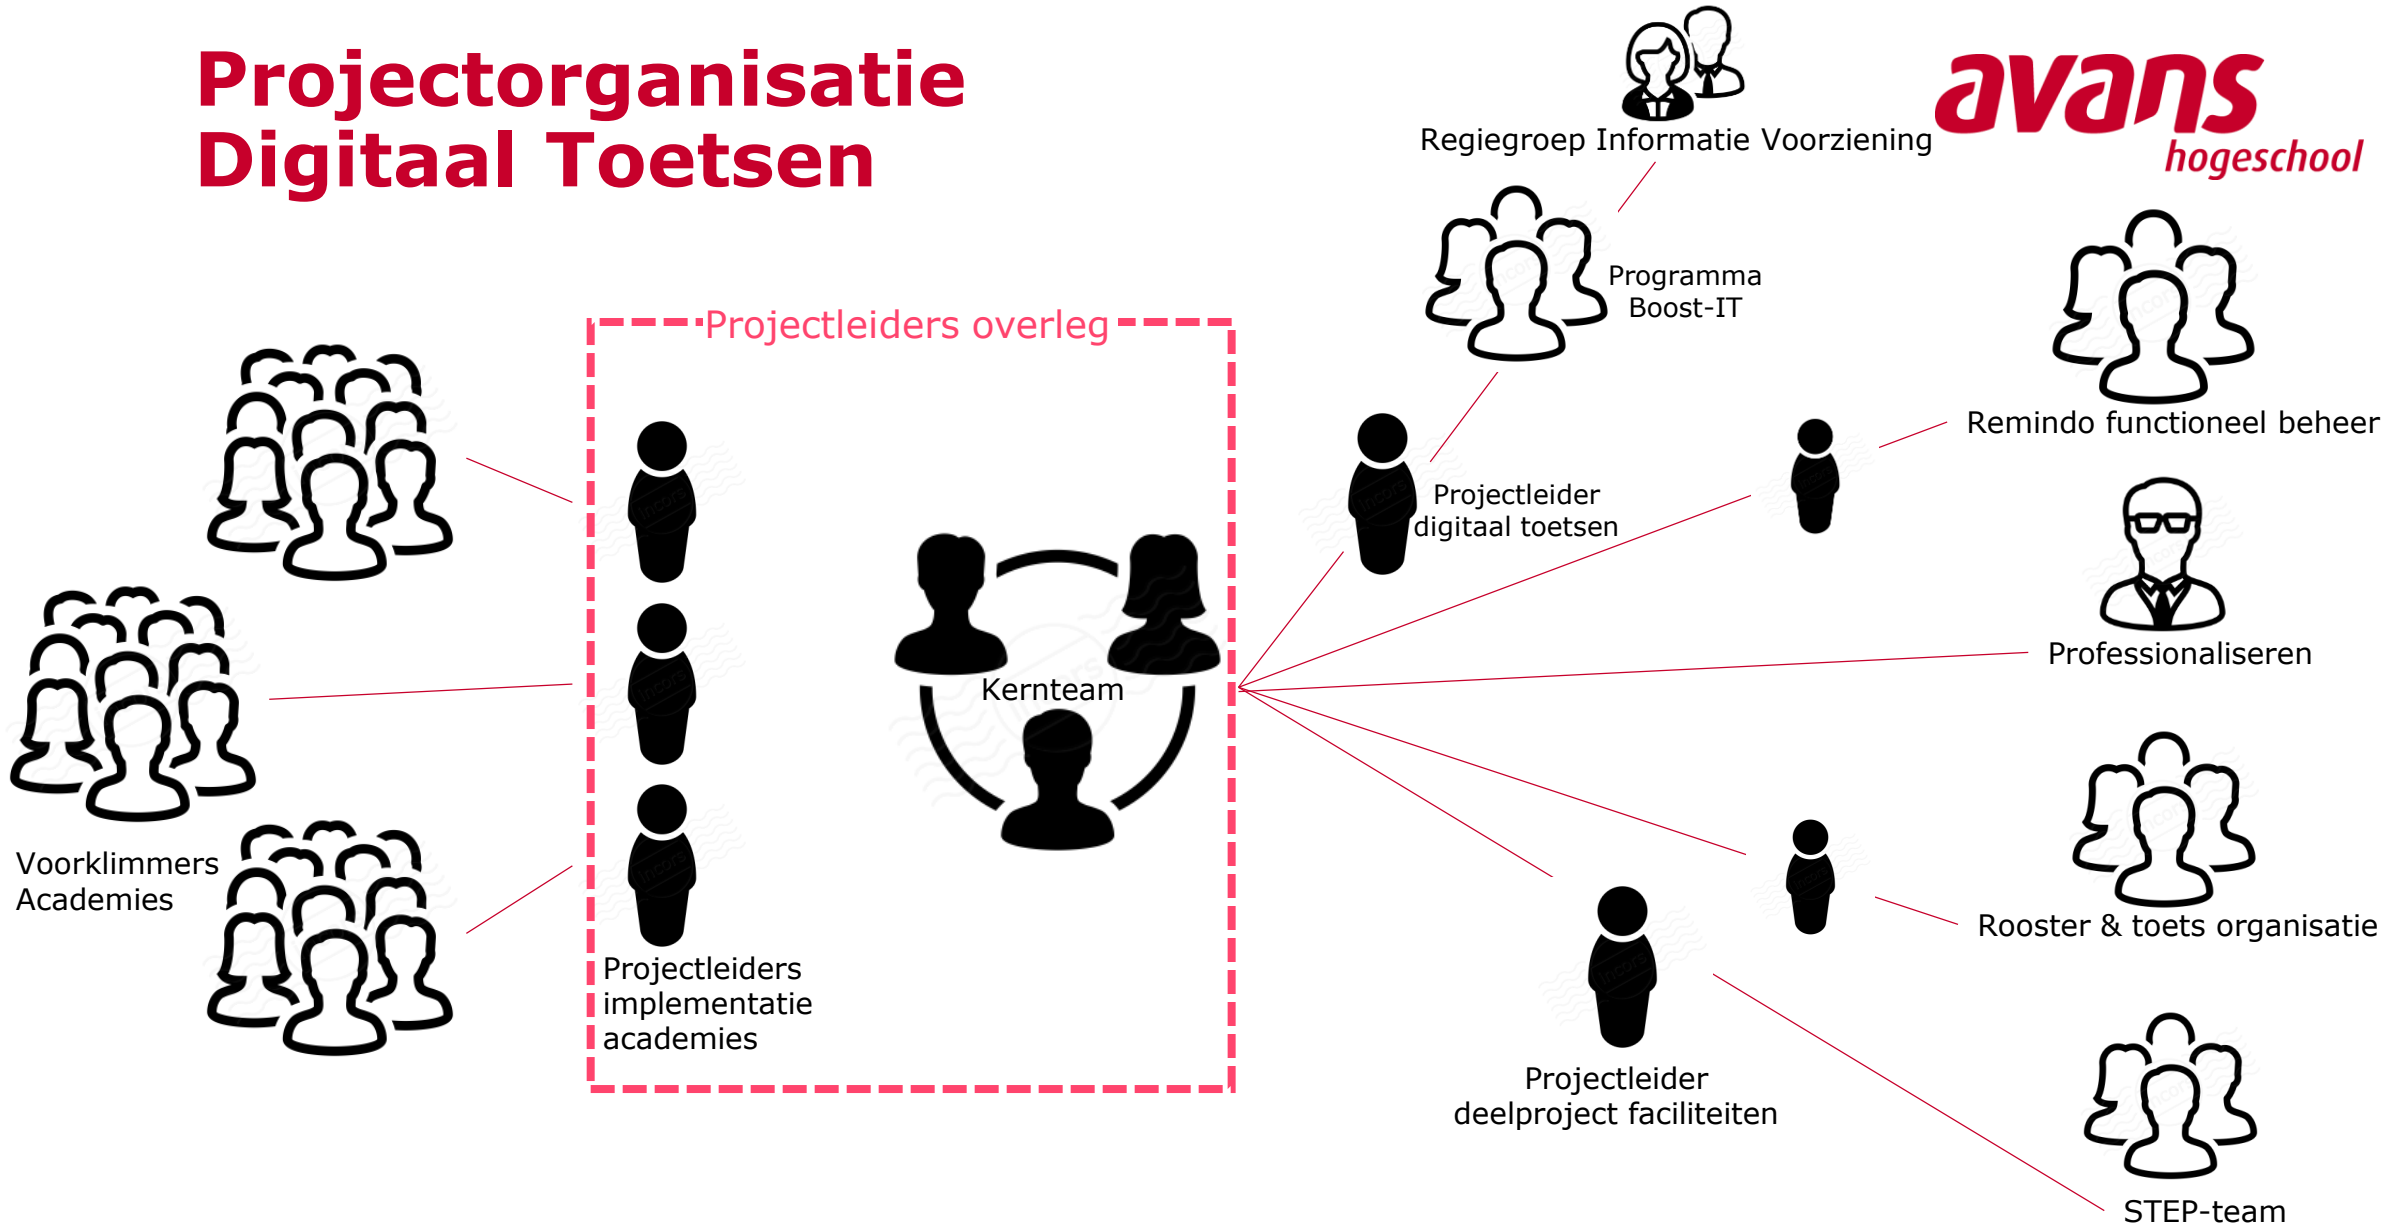 Projectorganisatie
Digitaal Toetsen
avans
hogeschool
Regiegroep Informatie Voorziening
Programma
Boost-IT
Projectleiders overleg
Remindo functioneel beheer
Projectleider
digitaal toetsen
Professionaliseren
Kernteam
Voorklimmers
Academies
Projectleiders
implementatie
academies
Rooster & toets organisatie
Projectleider
deelproject faciliteiten
STEP-team